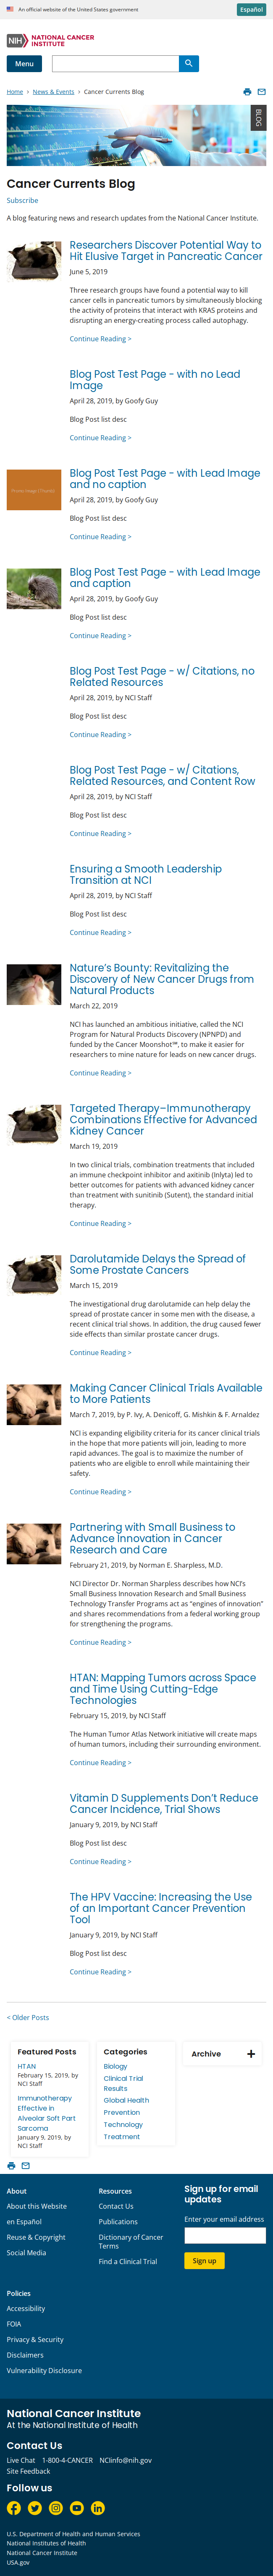 An official website of the United States government
Español
NIH NATIONAL CANCER INSTITUTE
Menu
Home › News & Events › Cancer Currents Blog
BLOG
Cancer Currents Blog
Subscribe
A blog featuring news and research updates from the National Cancer Institute.
Researchers Discover Potential Way to
Hit Elusive Target in Pancreatic Cancer
June 5, 2019
Three research groups have found a potential way to kill
cancer cells in pancreatic tumors by simultaneously blocking
the activity of proteins that interact with KRAS proteins and
disrupting an energy-creating process called autophagy.
Continue Reading >
Blog Post Test Page - with no Lead
Image
April 28, 2019, by Goofy Guy
Blog Post list desc
Continue Reading >
Blog Post Test Page - with Lead Image
and no caption
April 28, 2019, by Goofy Guy
Blog Post list desc
Continue Reading >
Blog Post Test Page - with Lead Image
and caption
April 28, 2019, by Goofy Guy
Blog Post list desc
Continue Reading >
Blog Post Test Page - w/ Citations, no
Related Resources
April 28, 2019, by NCI Staff
Blog Post list desc
Continue Reading >
Blog Post Test Page - w/ Citations,
Related Resources, and Content Row
April 28, 2019, by NCI Staff
Blog Post list desc
Continue Reading >
Ensuring a Smooth Leadership
Transition at NCI
April 28, 2019, by NCI Staff
Blog Post list desc
Continue Reading >
Nature's Bounty: Revitalizing the
Discovery of New Cancer Drugs from
Natural Products
March 22, 2019
NCI has launched an ambitious initiative, called the NCI
Program for Natural Products Discovery (NPNPD) and
funded by the Cancer Moonshot℠, to make it easier for
researchers to mine nature for leads on new cancer drugs.
Continue Reading >
Targeted Therapy–Immunotherapy
Combinations Effective for Advanced
Kidney Cancer
March 19, 2019
In two clinical trials, combination treatments that included
an immune checkpoint inhibitor and axitinib (Inlyta) led to
better outcomes for patients with advanced kidney cancer
than treatment with sunitinib (Sutent), the standard initial
therapy.
Continue Reading >
Darolutamide Delays the Spread of
Some Prostate Cancers
March 15, 2019
The investigational drug darolutamide can help delay the
spread of prostate cancer in some men with the disease, a
recent clinical trial shows. In addition, the drug caused fewer
side effects than similar prostate cancer drugs.
Continue Reading >
Making Cancer Clinical Trials Available
to More Patients
March 7, 2019, by P. Ivy, A. Denicoff, G. Mishkin & F. Arnaldez
NCI is expanding eligibility criteria for its cancer clinical trials
in the hope that more patients will join, leading to more
rapid advances. The goal is to maximize the number of
patients who are eligible to enroll while maintaining their
safety.
Continue Reading >
Partnering with Small Business to
Advance Innovation in Cancer
Research and Care
February 21, 2019, by Norman E. Sharpless, M.D.
NCI Director Dr. Norman Sharpless describes how NCI's
Small Business Innovation Research and Small Business
Technology Transfer Programs act as "engines of innovation"
and shares recommendations from a federal working group
for strengthening the programs.
Continue Reading >
HTAN: Mapping Tumors across Space
and Time Using Cutting-Edge
Technologies
February 15, 2019, by NCI Staff
The Human Tumor Atlas Network initiative will create maps
of human tumors, including their surrounding environment.
Continue Reading >
Vitamin D Supplements Don't Reduce
Cancer Incidence, Trial Shows
January 9, 2019, by NCI Staff
Blog Post list desc
Continue Reading >
The HPV Vaccine: Increasing the Use
of an Important Cancer Prevention
Tool
January 9, 2019, by NCI Staff
Blog Post list desc
Continue Reading >
< Older Posts
Featured Posts
HTAN
February 15, 2019, by
NCI Staff
Immunotherapy
Effective in
Alveolar Soft Part
Sarcoma
January 9, 2019, by
NCI Staff
Categories
Biology
Clinical Trial
Results
Global Health
Prevention
Technology
Treatment
Archive
About
About this Website
en Español
Reuse & Copyright
Social Media
Resources
Contact Us
Publications
Dictionary of Cancer
Terms
Find a Clinical Trial
Sign up for email
updates
Enter your email address
Sign up
Policies
Accessibility
FOIA
Privacy & Security
Disclaimers
Vulnerability Disclosure
National Cancer Institute
At the National Institutes of Health
Contact Us
Live Chat 1-800-4-CANCER NCIinfo@nih.gov
Site Feedback
Follow us
U.S. Department of Health and Human Services
National Institutes of Health
National Cancer Institute
USA.gov